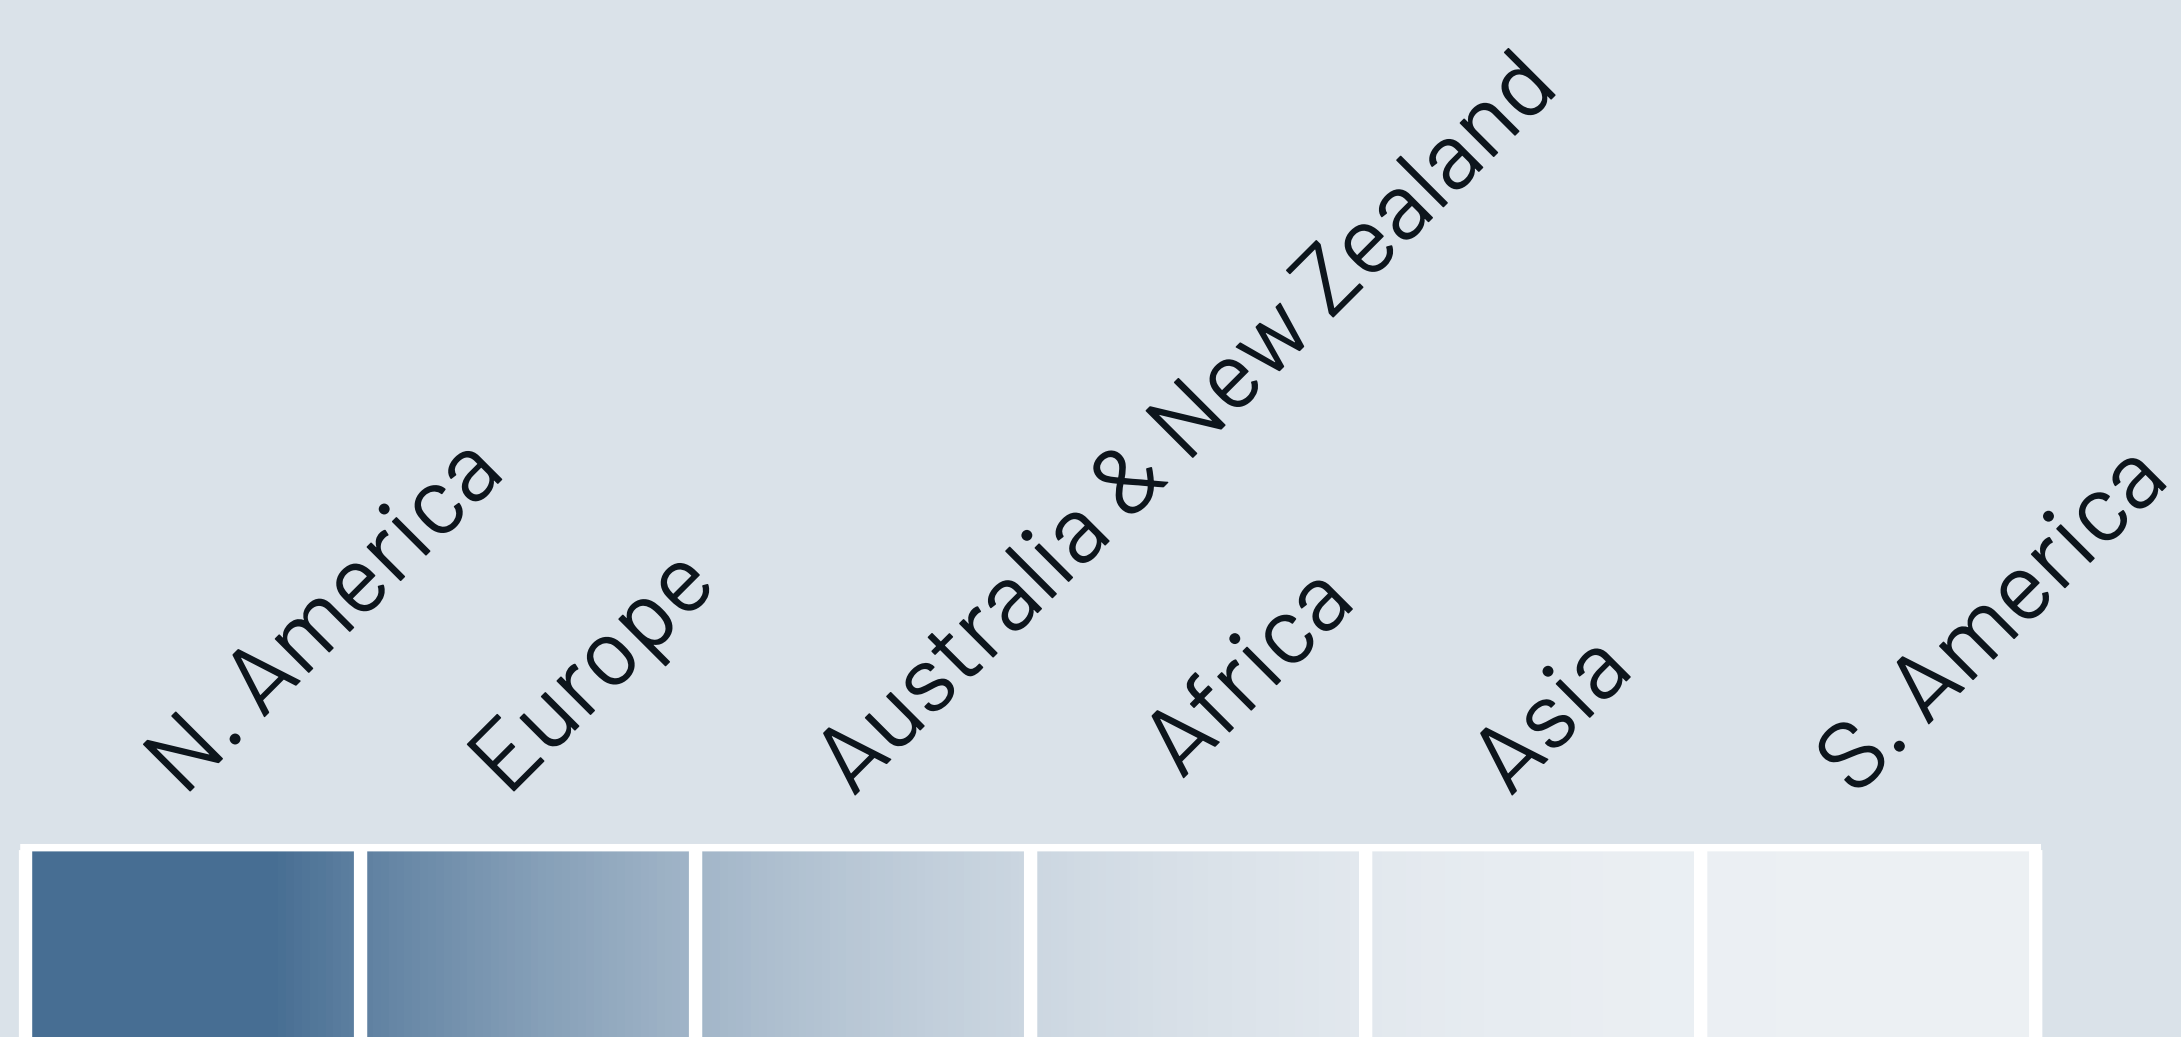 N. America
Europe
Australia & New Zealand
Africa
Asia
S. America